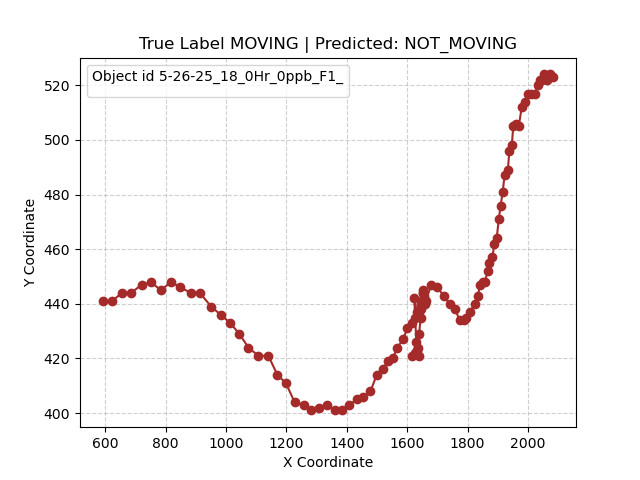 True Label MOVING | Predicted: NOT_MOVING
Object id 5-26-25_18_0Hr_0ppb_F1_
520
500
480
460
440
420
400
Y Coordinate
600 800 1000 1200 1400 1600 1800 2000
X Coordinate